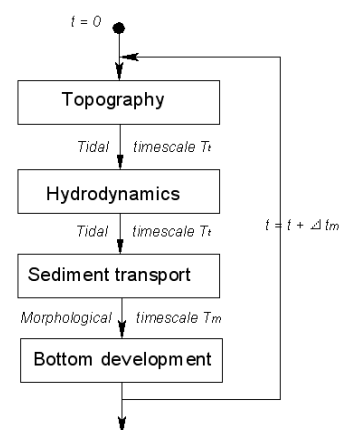 t = 0
Topography
Tidal timescale Tt
Hydrodynamics
Tidal timescale Tt
t = t + Δ tm
Sediment transport
Morphological timescale Tm
Bottom development